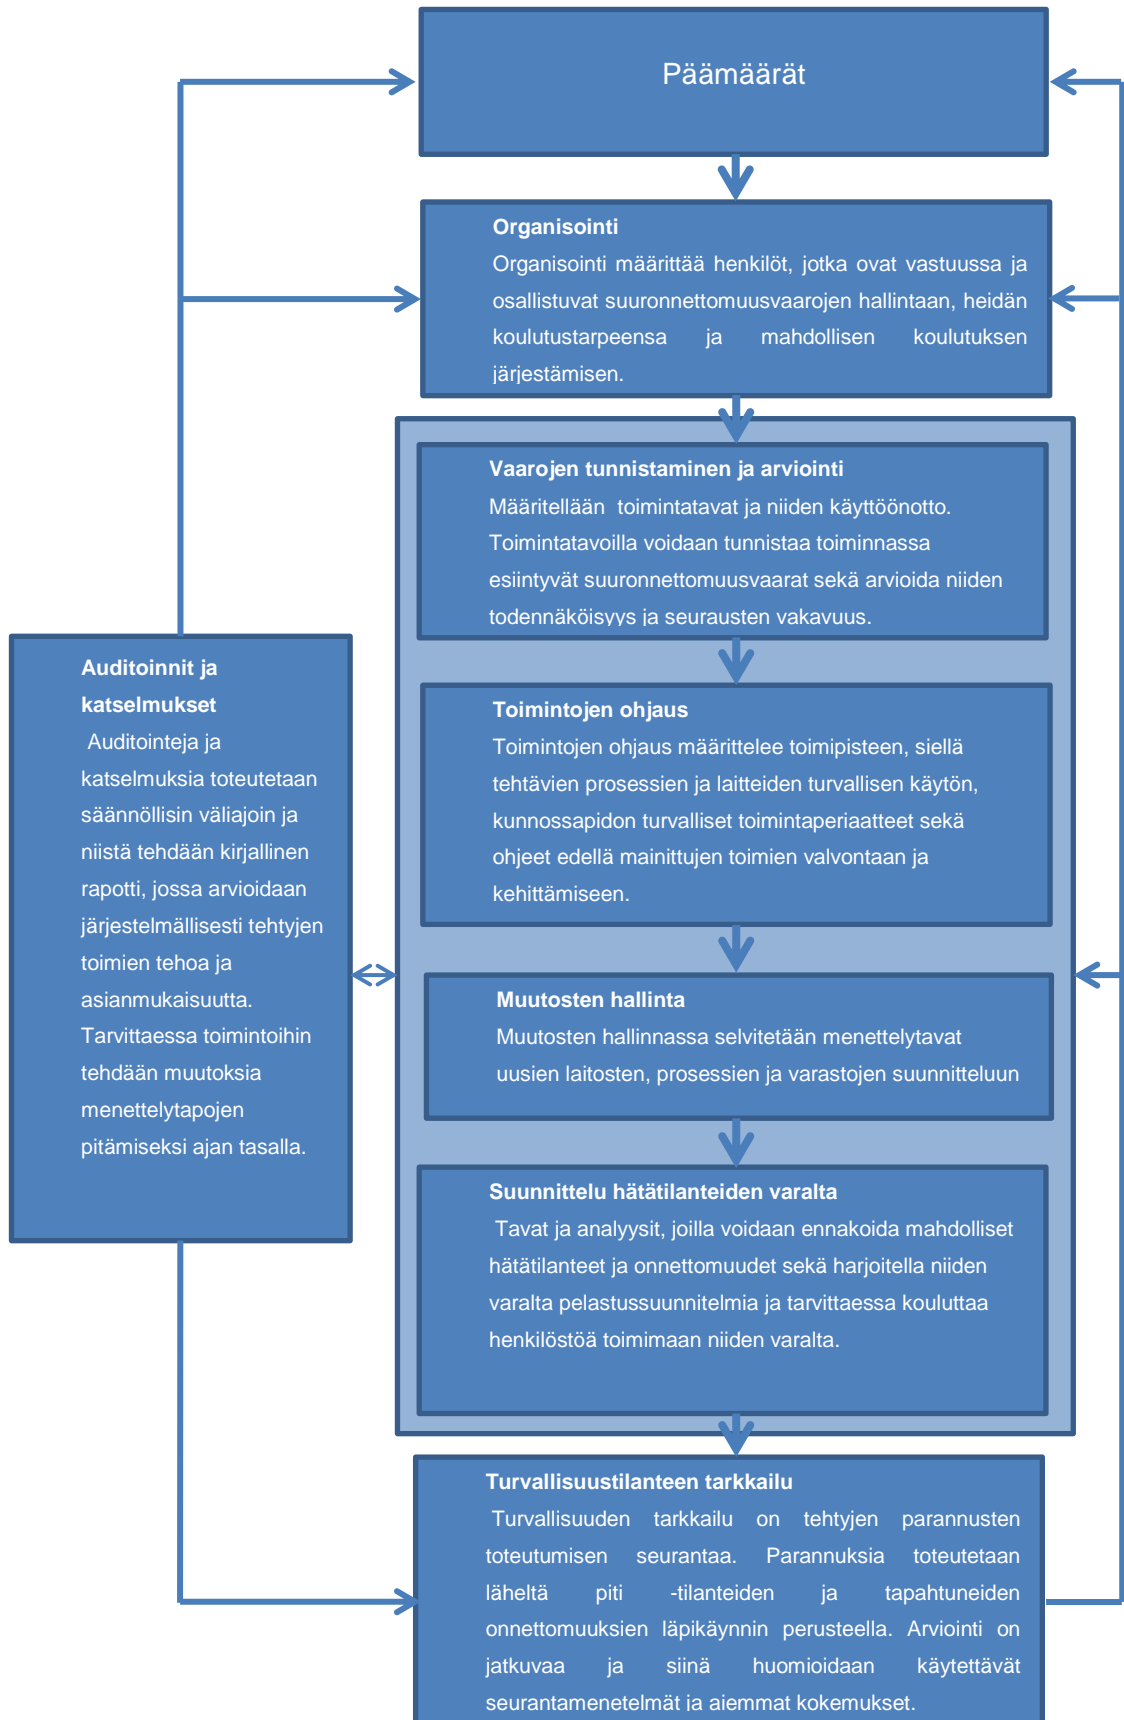 Päämäärät
Organisointi
Organisointi määrittää henkilöt, jotka ovat vastuussa ja
osallistuvat suuronnettomuusvaarojen hallintaan, heidän
koulutustarpeensa ja mahdollisen koulutuksen
järjestämisen.
Vaarojen tunnistaminen ja arviointi
Määritellään toimintatavat ja niiden käyttöönotto.
Toimintatavoilla voidaan tunnistaa toiminnassa
esiintyvät suuronnettomuusvaarat sekä arvioida niiden
todennäköisyys ja seurausten vakavuus.
Auditoinnit ja
katselmukset
Auditointeja ja
katselmuksia toteutetaan
säännöllisin väliajoin ja
niistä tehdään kirjallinen
rapotti, jossa arvioidaan
järjestelmällisesti tehtyjen
toimien tehoa ja
asianmukaisuutta.
Tarvittaessa toimintoihin
tehdään muutoksia
menettelytapojen
pitämiseksi ajan tasalla.
Toimintojen ohjaus
Toimintojen ohjaus määrittelee toimipisteen, siellä
tehtävien prosessien ja laitteiden turvallisen käytön,
kunnossapidon turvalliset toimintaperiaatteet sekä
ohjeet edellä mainittujen toimien valvontaan ja
kehittämiseen.
Muutosten hallinta
Muutosten hallinnassa selvitetään menettelytavat
uusien laitosten, prosessien ja varastojen suunnitteluun
Suunnittelu hätätilanteiden varalta
Tavat ja analyysit, joilla voidaan ennakoida mahdolliset
hätätilanteet ja onnettomuudet sekä harjoitella niiden
varalta pelastussuunnitelmia ja tarvittaessa kouluttaa
henkilöstöä toimimaan niiden varalta.
Turvallisuustilanteen tarkkailu
Turvallisuuden tarkkailu on tehtyjen parannusten
toteutumisen seurantaa. Parannuksia toteutetaan
läheltä piti -tilanteiden ja tapahtuneiden
onnettomuuksien läpikäynnin perusteella. Arviointi on
jatkuvaa ja siinä huomioidaan käytettävät
seurantamenetelmät ja aiemmat kokemukset.